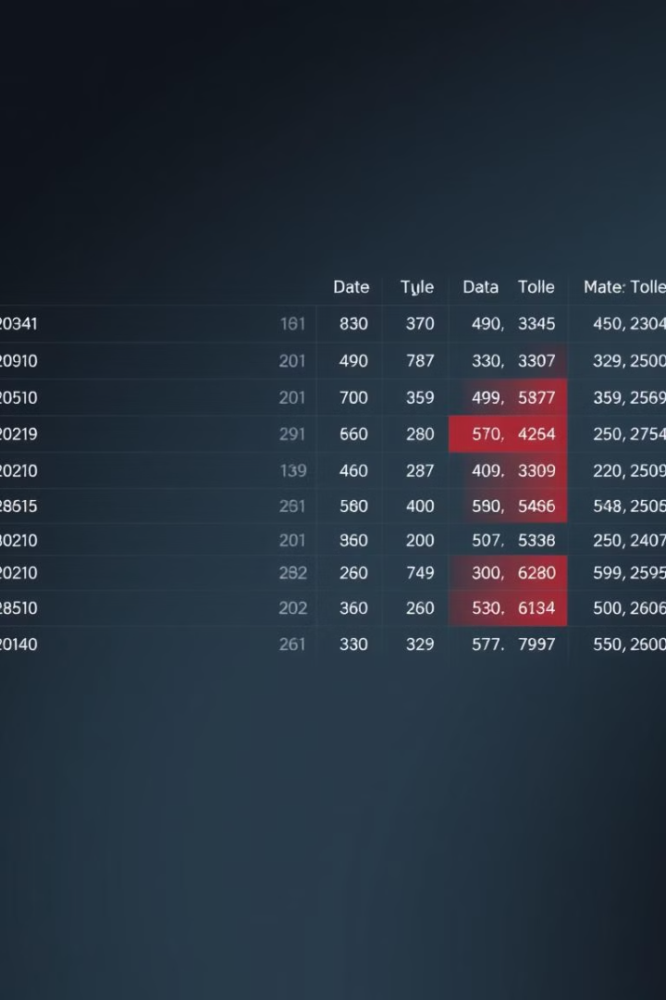 Date Tyle Data Tolle Mate: Tolle
20341 161 830 370 490, 3345 450, 2304
20910 201 490 787 330, 3307 329, 2500
20510 201 700 359 499, 5877 359, 2569
20219 291 660 280 570, 4264 250, 2754
20210 139 460 287 409, 3309 220, 2509
28615 261 560 400 590, 5466 548, 2506
30210 201 360 200 507, 5336 250, 2407
20210 282 260 749 300, 6280 599, 2595
28510 202 360 260 530, 6134 500, 2606
20140 261 330 329 577. 7997 550, 2600